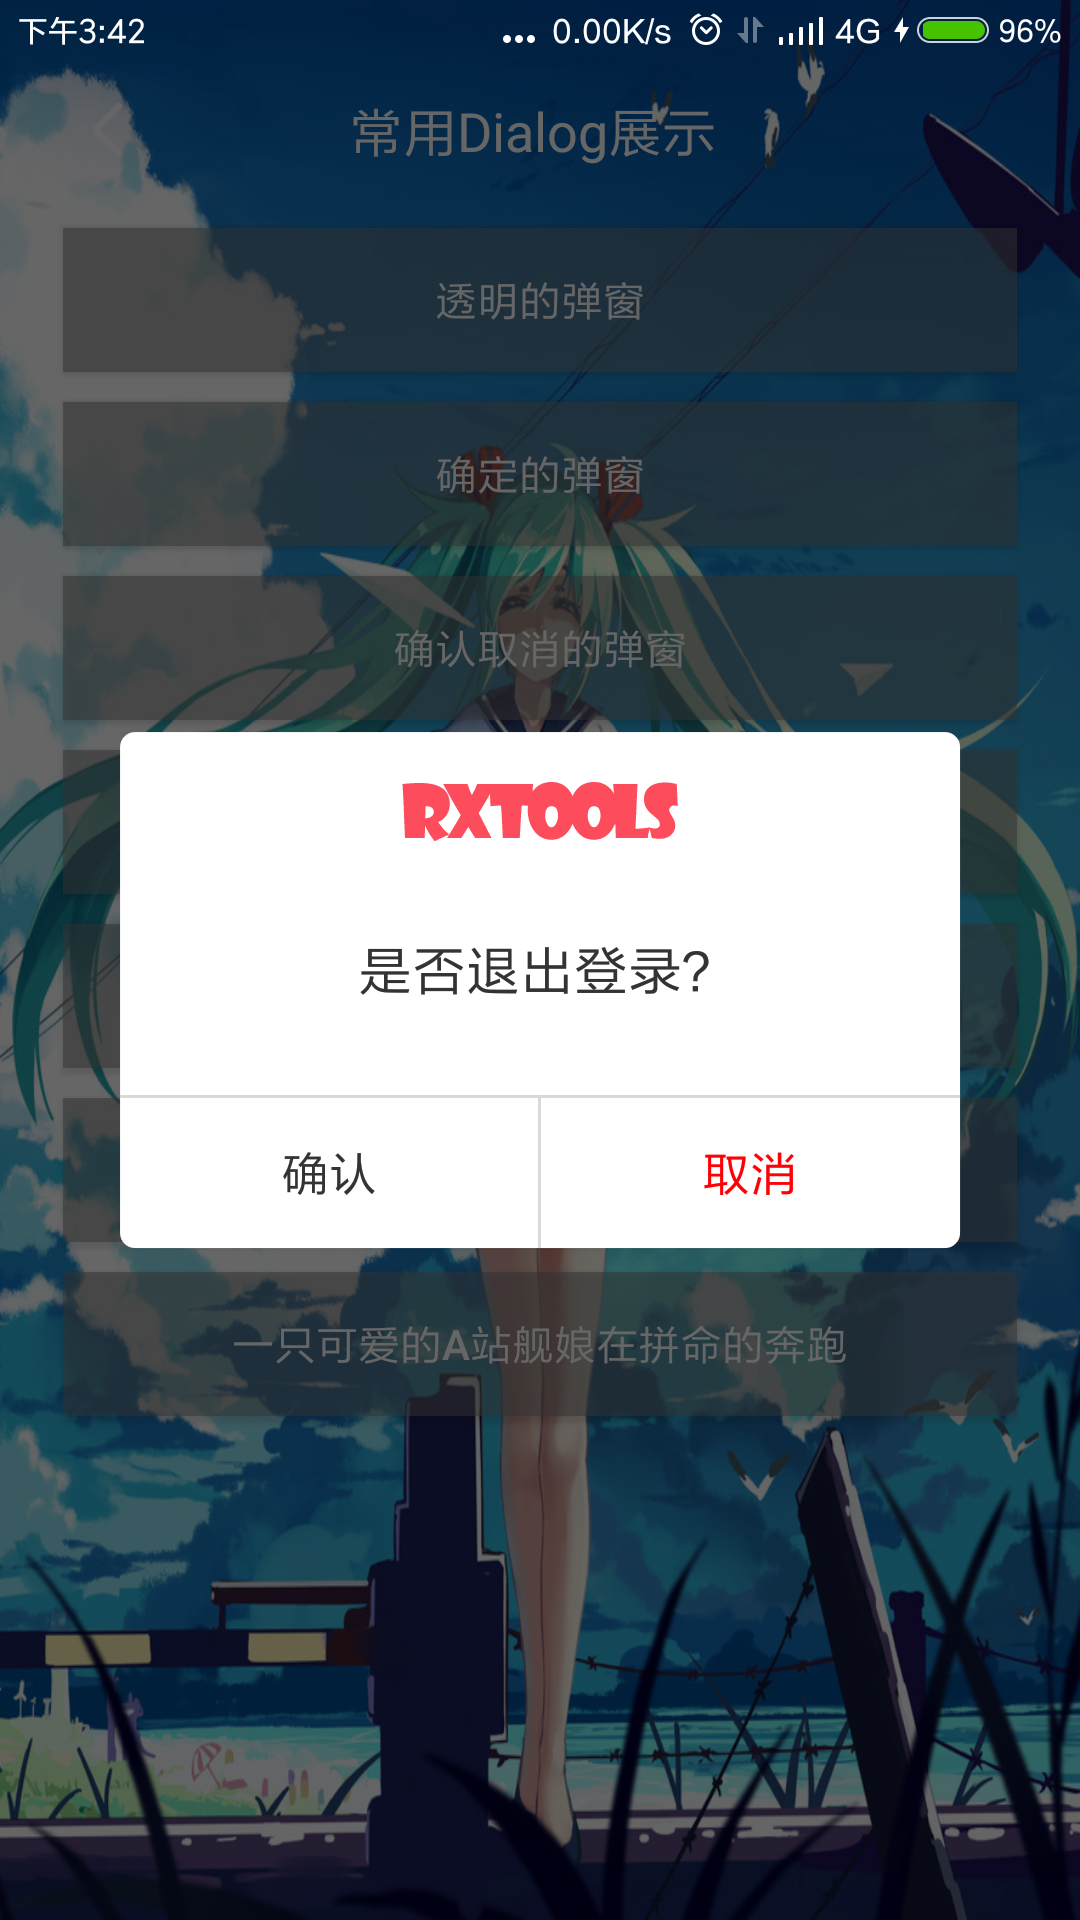 下午3:42 ... 0.00K/s 4G 96%
常用Dialog展示
透明的弹窗
确定的弹窗
确认取消的弹窗
RXTOOLS
是否退出登录?
确认 取消
一只可爱的A站舰娘在拼命的奔跑